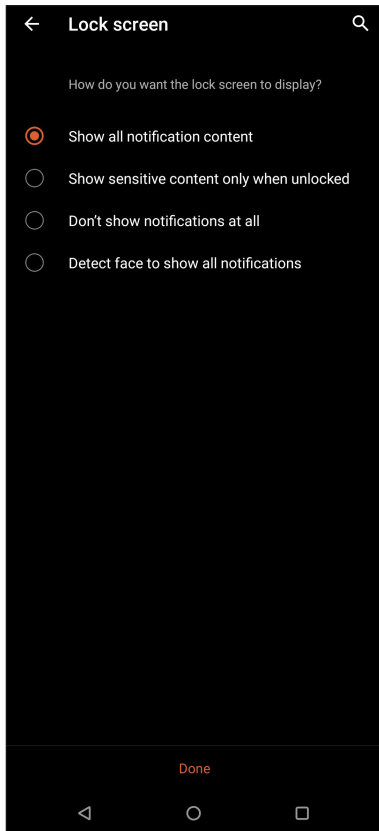 Lock screen
How do you want the lock screen to display?
Show all notification content
Show sensitive content only when unlocked
Don’t show notifications at all
Detect face to show all notifications
Done